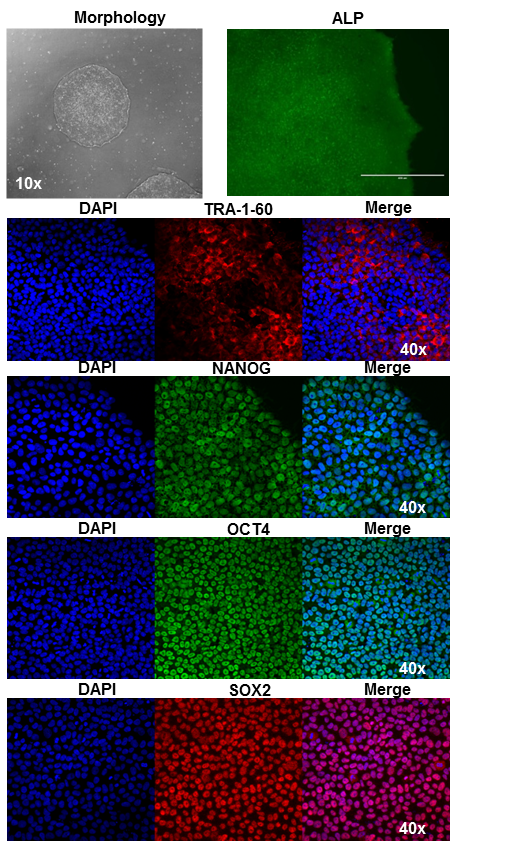 Morphology
ALP
10x
DAPI
TRA-1-60
Merge
40x
DAPI
NANOG
Merge
40x
DAPI
OCT4
Merge
40x
DAPI
SOX2
Merge
40x